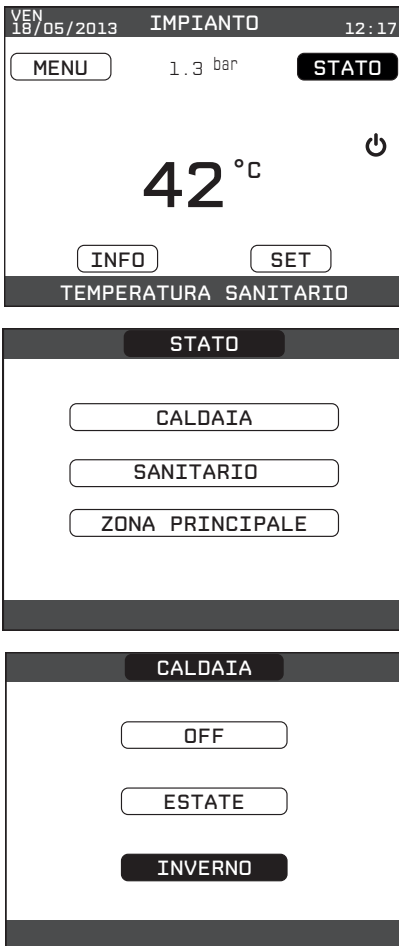 VEN
18/05/2013 IMPIANTO 12:17
MENU 1.3 bar STATO
42°C
INFO SET
TEMPERATURA SANITARIO
STATO
CALDAIA
SANITARIO
ZONA PRINCIPALE
CALDAIA
OFF
ESTATE
INVERNO